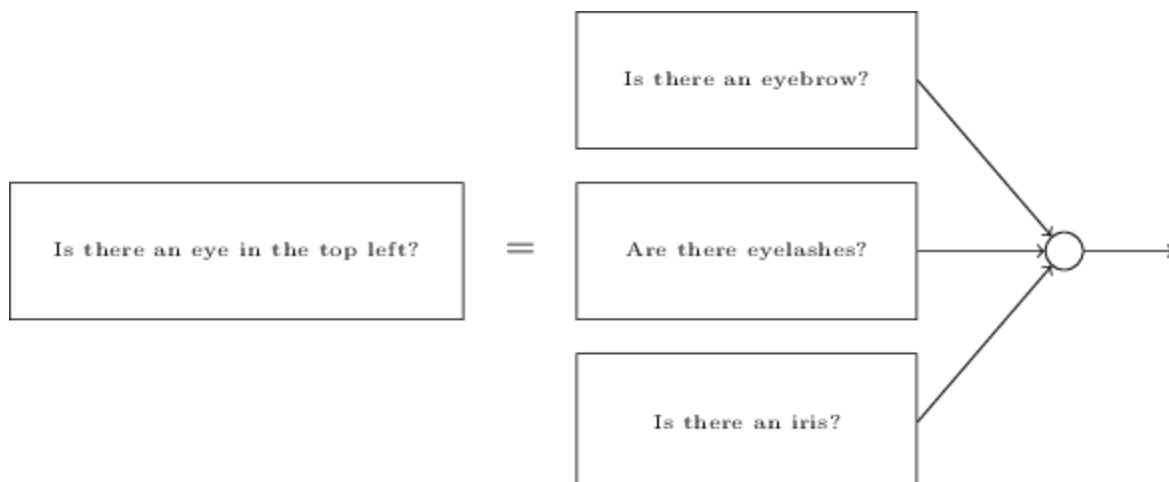 Is there an eyebrow?
Is there an eye in the top left?
=
Are there eyelashes?
Is there an iris?